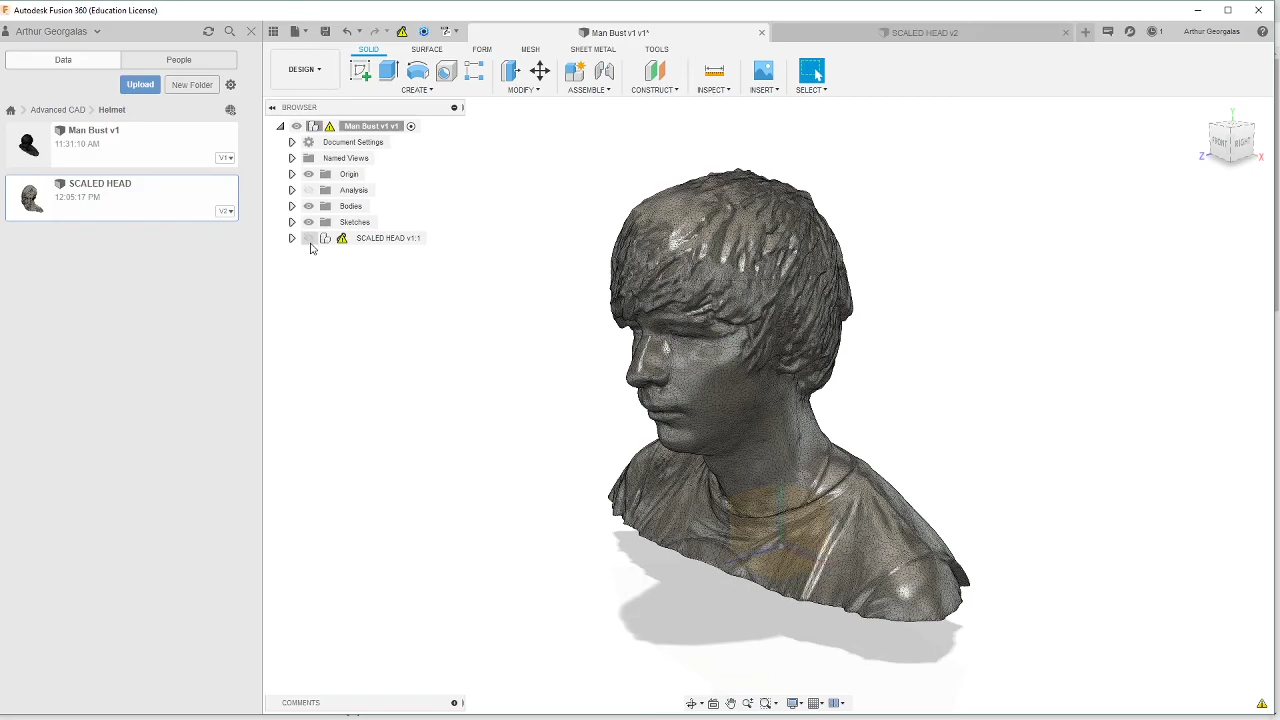 Autodesk Fusion 360 (Education License)
Arthur Georgalas
Man Bust v1 v1*
SCALED HEAD v2
1
Arthur Georgalas
Data
People
SOLID
SURFACE
FORM
MESH
SHEET METAL
TOOLS
DESIGN
Upload
New Folder
CREATE
MODIFY
ASSEMBLE
CONSTRUCT
INSPECT
INSERT
SELECT
Advanced CAD
Helmet
BROWSER
Man Bust v1
11:31:10 AM
V1
SCALED HEAD
12:05:17 PM
V2
Man Bust v1 v1
Document Settings
Named Views
Origin
Analysis
Bodies
Sketches
SCALED HEAD v1:1
Y
FRONT
RIGHT
Z
X
COMMENTS